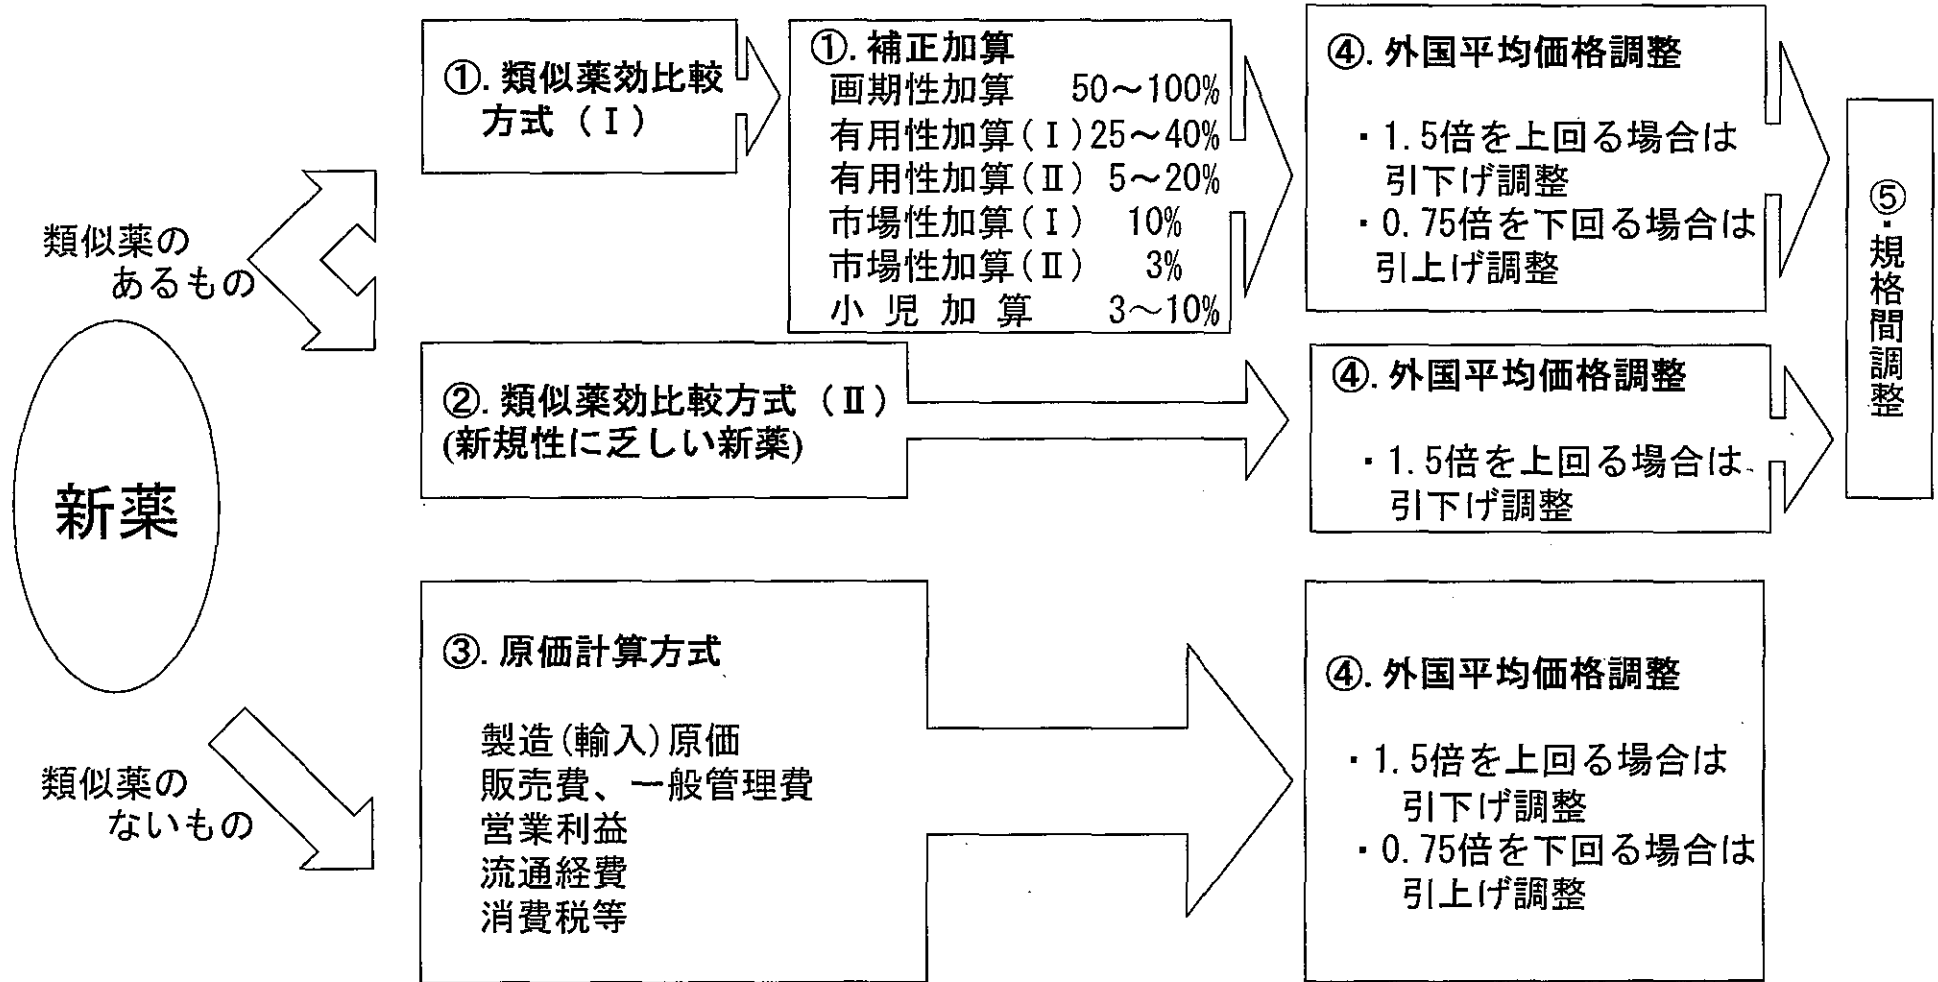 新薬
類似薬の
あるもの
①. 類似薬効比較
方式（Ⅰ）
①. 補正加算
画期性加算 50～100%
有用性加算(Ⅰ)25～40%
有用性加算(Ⅱ) 5～20%
市場性加算(Ⅰ) 10%
市場性加算(Ⅱ) 3%
小児加算 3～10%
④. 外国平均価格調整
・1.5倍を上回る場合は
引下げ調整
・0.75倍を下回る場合は
引上げ調整
②. 類似薬効比較方式（Ⅱ）
(新規性に乏しい新薬)
④. 外国平均価格調整
・1.5倍を上回る場合は
引下げ調整
⑤・規格間調整
類似薬の
ないもの
③. 原価計算方式
製造(輸入)原価
販売費、一般管理費
営業利益
流通経費
消費税等
④. 外国平均価格調整
・1.5倍を上回る場合は
引下げ調整
・0.75倍を下回る場合は
引上げ調整